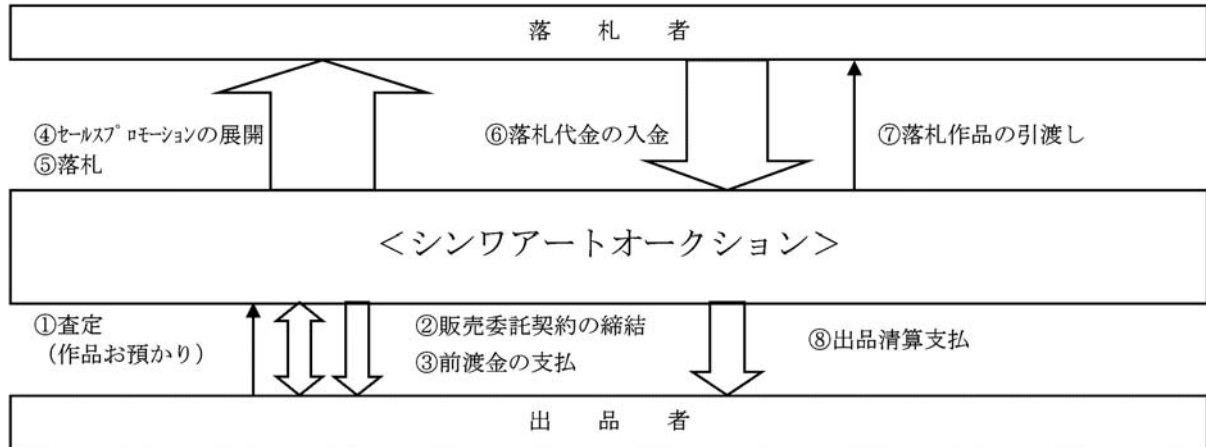 落 札 者
④ｾｰﾙｽﾌﾟﾛﾓｰｼｮﾝの展開
⑤落札
⑥落札代金の入金
⑦落札作品の引渡し
＜シンワアートオークション＞
①査定
（作品お預かり）
②販売委託契約の締結
③前渡金の支払
⑧出品清算支払
出 品 者